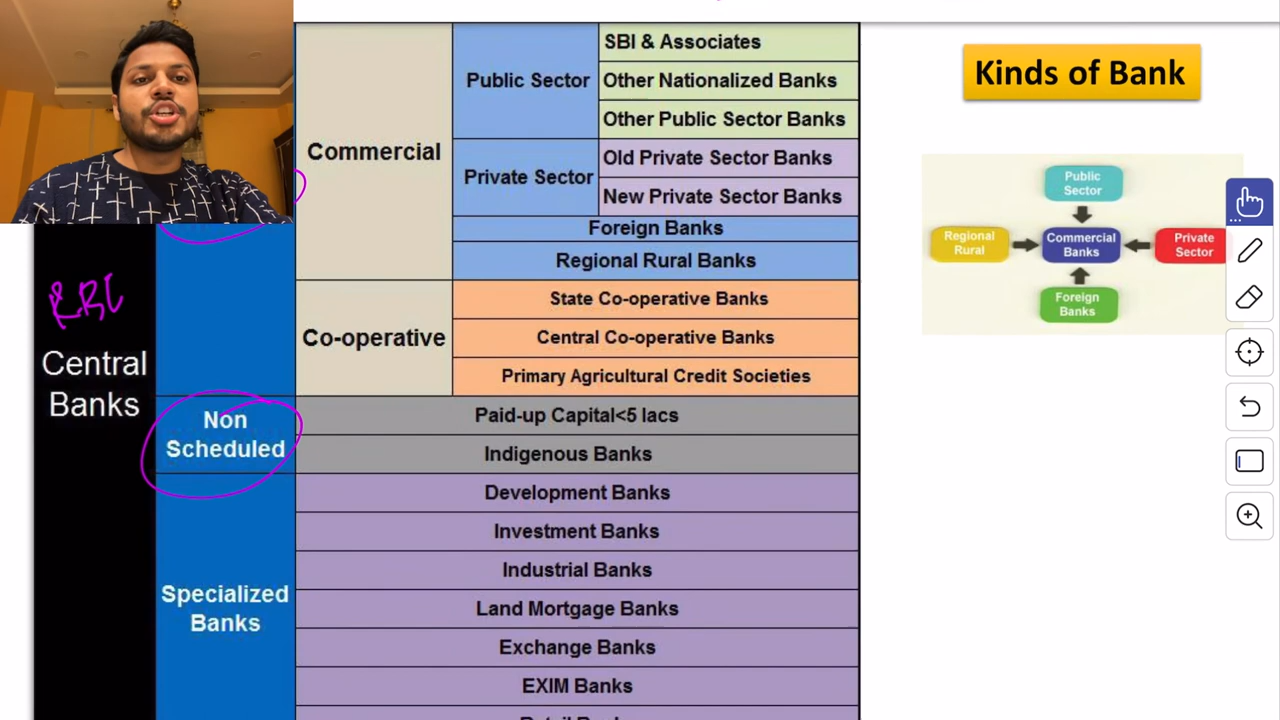 Kinds of Bank
Central
Banks
Commercial
Public Sector
SBI & Associates
Other Nationalized Banks
Other Public Sector Banks
Private Sector
Old Private Sector Banks
New Private Sector Banks
Foreign Banks
Regional Rural Banks
Co-operative
State Co-operative Banks
Central Co-operative Banks
Primary Agricultural Credit Societies
Non
Scheduled
Paid-up Capital<5 lacs
Indigenous Banks
Specialized
Banks
Development Banks
Investment Banks
Industrial Banks
Land Mortgage Banks
Exchange Banks
EXIM Banks
Public
Sector
Regional
Rural
Commercial
Banks
Private
Sector
Foreign
Banks